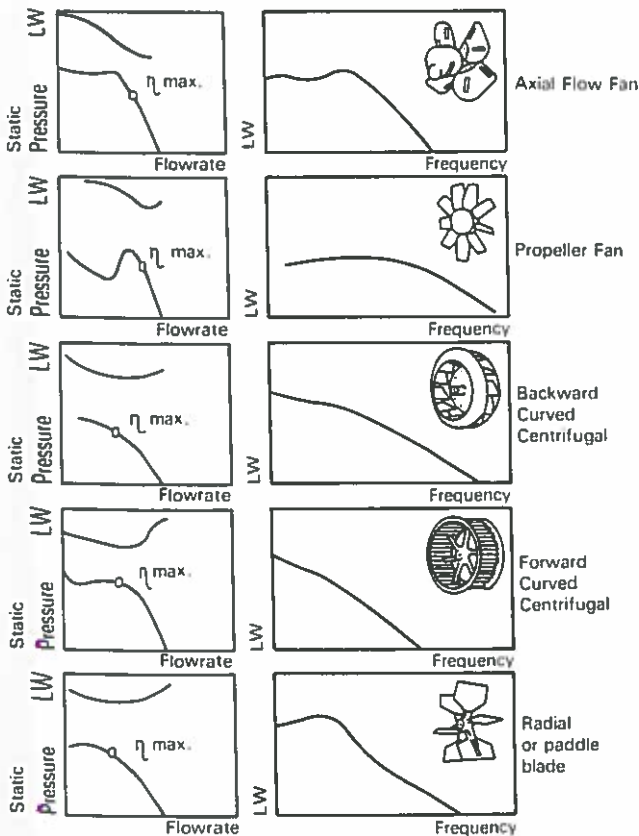 LW
Static
Pressure
η max.
Flowrate
LW
Frequency
Axial Flow Fan
LW
Static
Pressure
η max.
Flowrate
LW
Frequency
Propeller Fan
LW
Static
Pressure
η max.
Flowrate
LW
Frequency
Backward
Curved
Centrifugal
LW
Static
Pressure
η max.
Flowrate
LW
Frequency
Forward
Curved
Centrifugal
LW
Static
Pressure
η max.
Flowrate
LW
Frequency
Radial
or paddle
blade